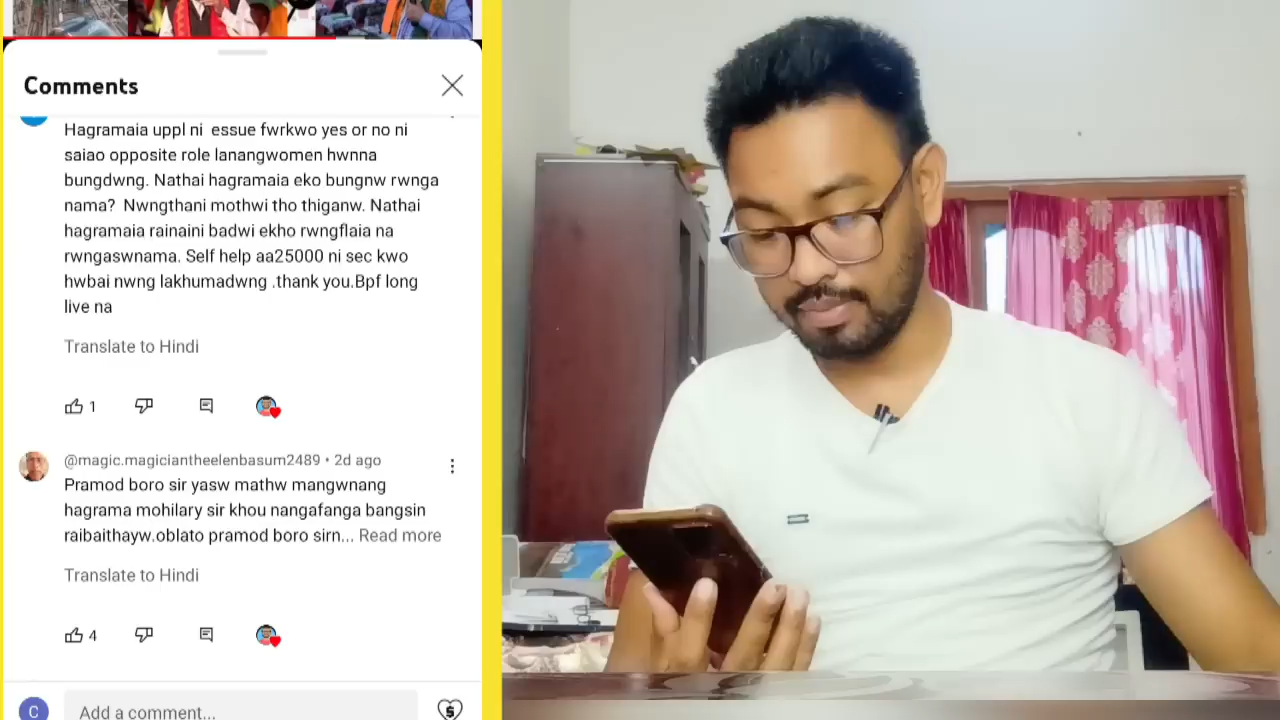 Comments
Hagramaia uppl ni essue fwrkwo yes or no ni
saiao opposite role lanangwomen hwnna
bungdwng. Nathai hagramaia eko bungnw rwnga
nama? Nwngthani mothwi tho thiganw. Nathai
hagramaia rainaini badwi ekho rwngflaia na
rwngaswnama. Self help aa25000 ni sec kwo
hwbai nwng lakhumadwng .thank you.Bpf long
live na
Translate to Hindi
1
@magic.magiciantheelenbasum2489 • 2d ago
Pramod boro sir yasw mathw mangwnang
hagrama mohilary sir khou nangafanga bangsin
raibaithayw.oblato pramod boro sirn... Read more
Translate to Hindi
4
C Add a comment... $